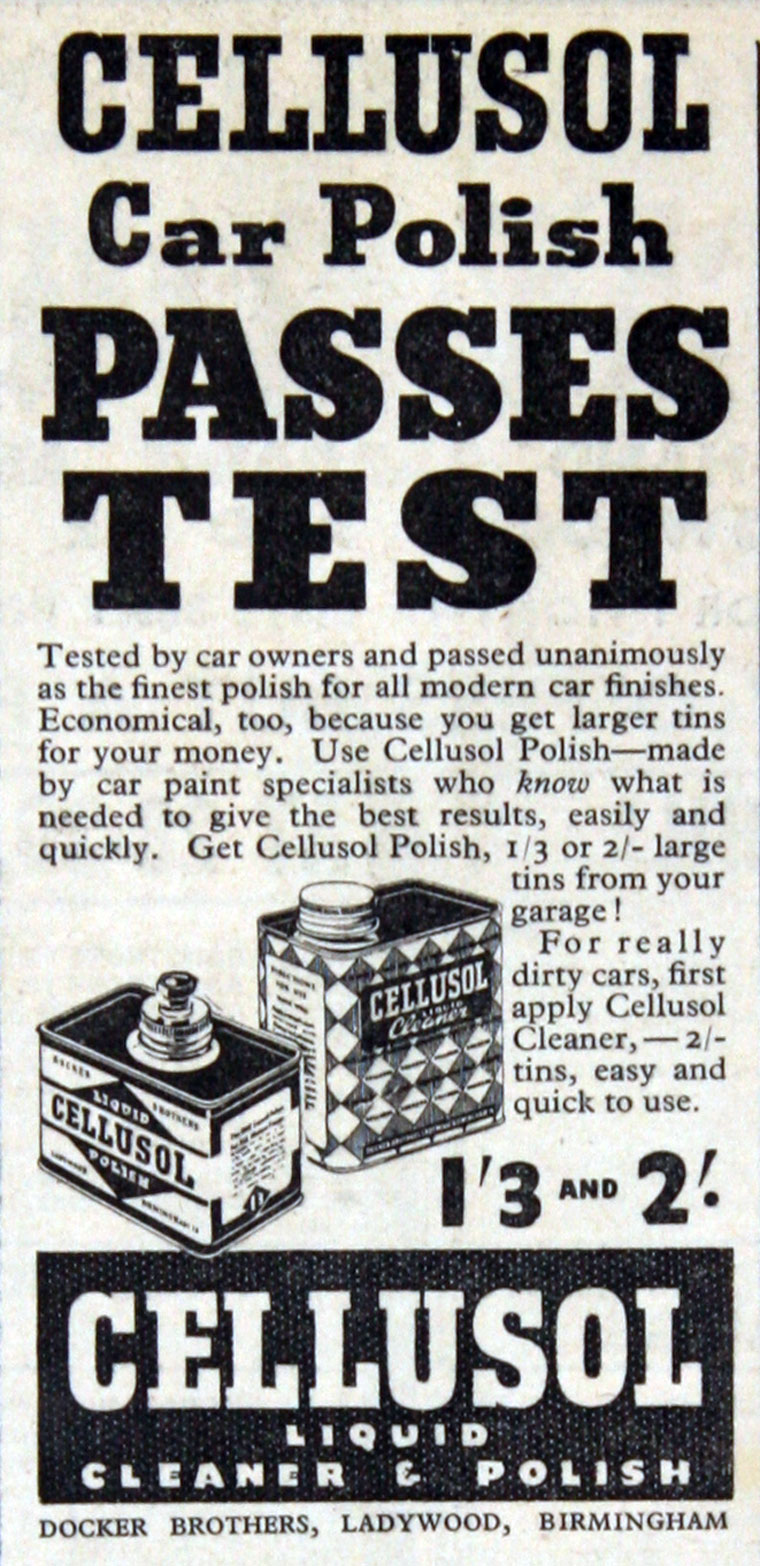 CELLUSOL
Car Polish
PASSES
TEST
Tested by car owners and passed unanimously
as the finest polish for all modern car finishes.
Economical, too, because you get larger tins
for your money. Use Cellusol Polish—made
by car paint specialists who know what is
needed to give the best results, easily and
quickly. Get Cellusol Polish, 1/3 or 2/- large
tins from your
garage!
For really
dirty cars, first
apply Cellusol
Cleaner,—2/-
tins, easy and
quick to use.
CELLUSOL
LIQUID
Cleaner
DOCKER BROTHERS
LIQUID
CELLUSOL
POLISH
LADYWOOD BIRMINGHAM
1'3 AND 2'-
CELLUSOL
LIQUID
CLEANER & POLISH
DOCKER BROTHERS, LADYWOOD, BIRMINGHAM